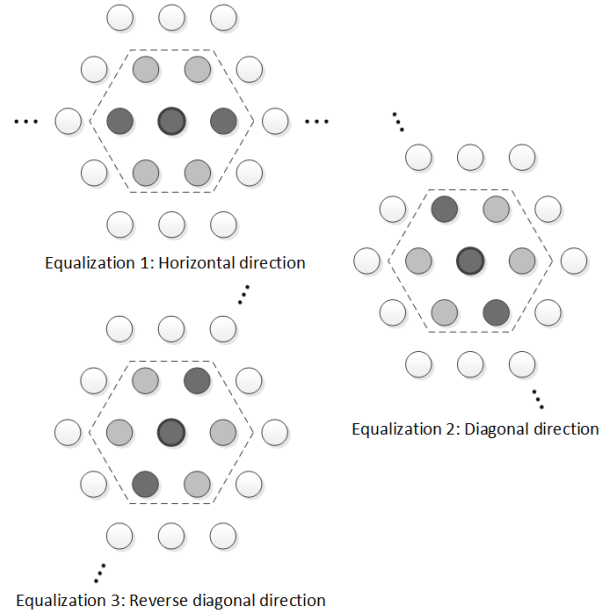 Equalization 1: Horizontal direction
Equalization 2: Diagonal direction
Equalization 3: Reverse diagonal direction